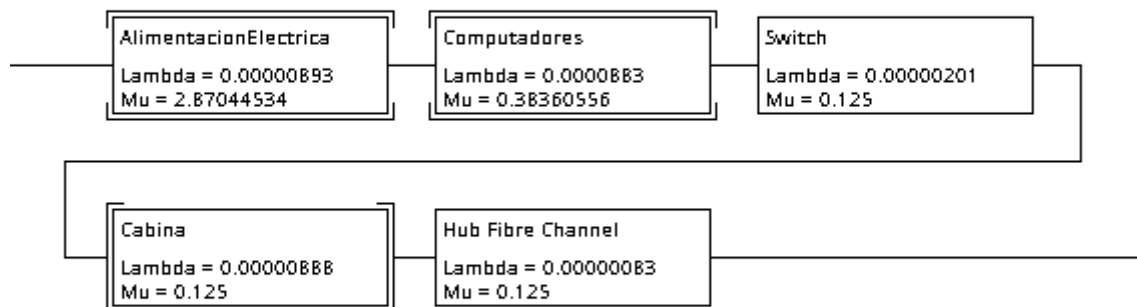 AlimentacionElectrica
Lambda = 0.00000893
Mu = 2.87044534
Computadores
Lambda = 0.0000883
Mu = 0.38360556
Switch
Lambda = 0.00000201
Mu = 0.125
Cabina
Lambda = 0.00000888
Mu = 0.125
Hub Fibre Channel
Lambda = 0.00000083
Mu = 0.125